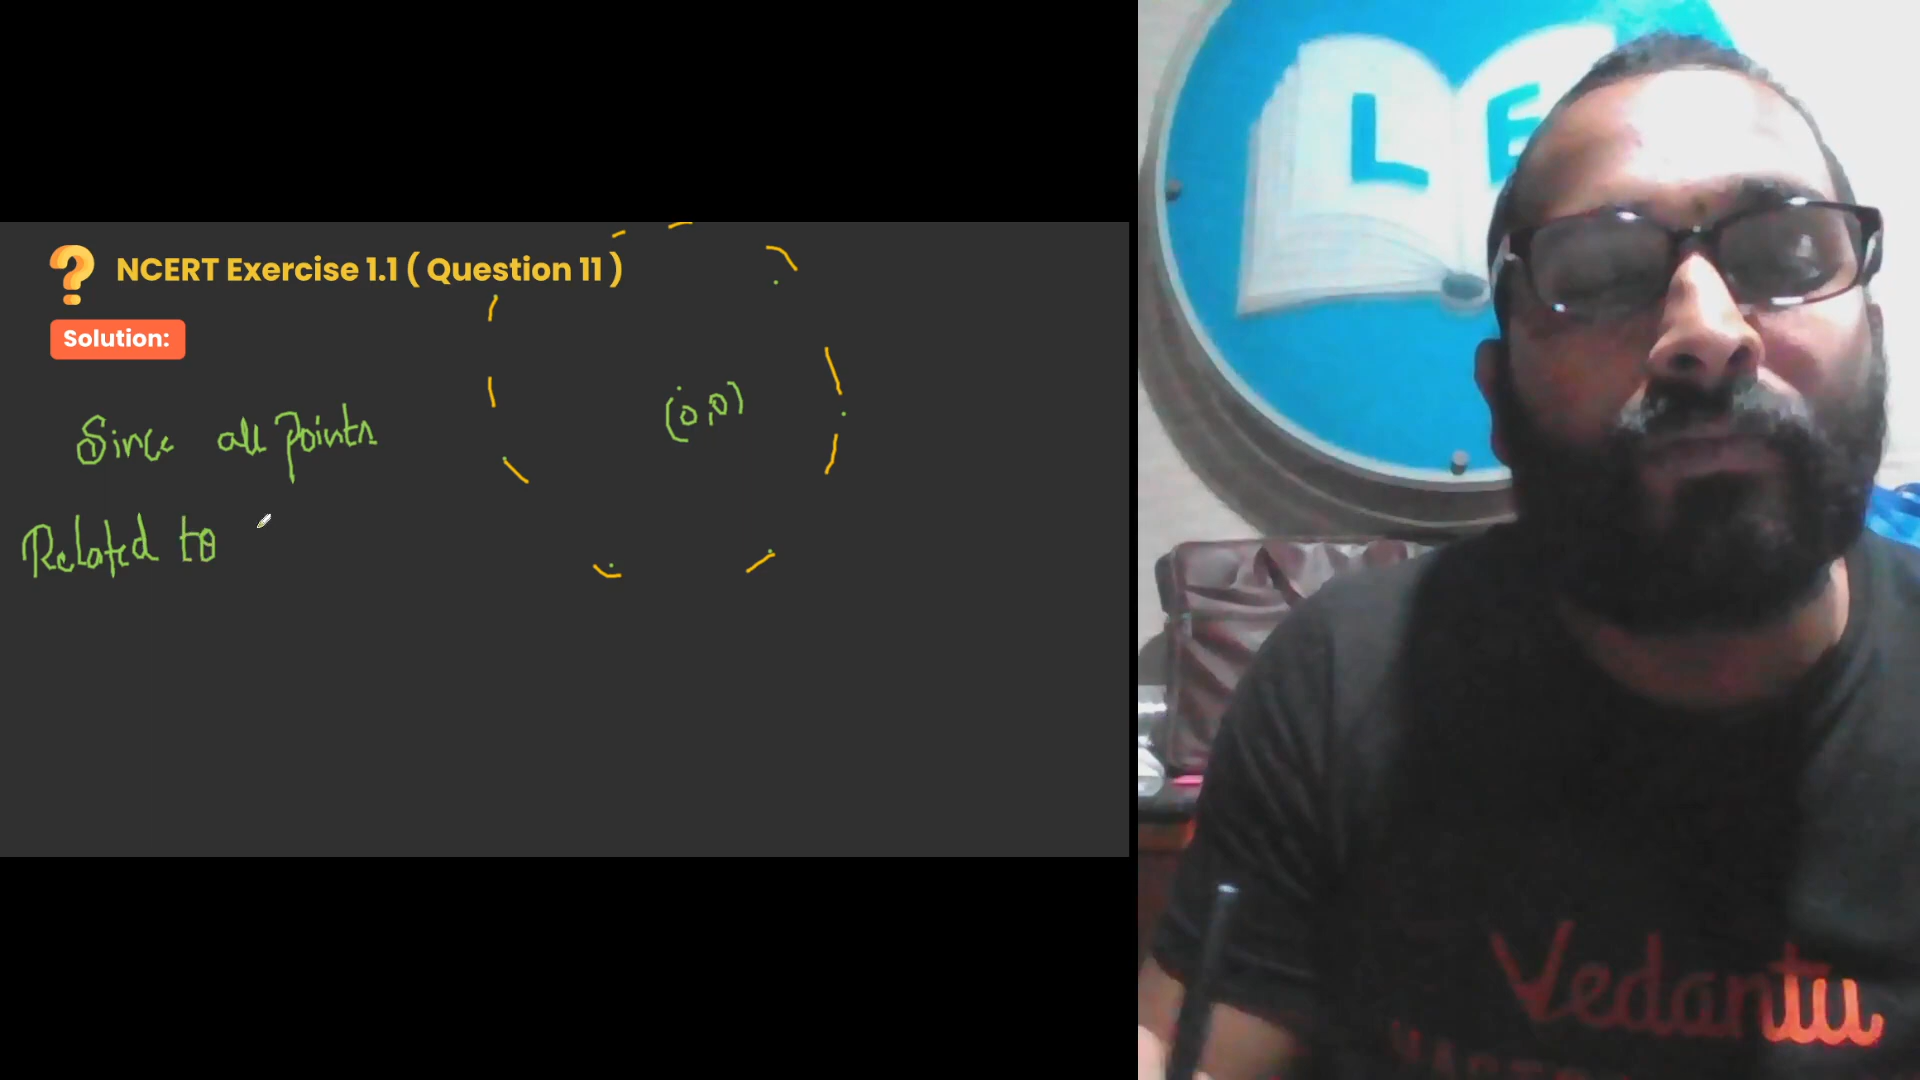 NCERT Exercise 1.1 ( Question 11 )
Solution:
(0,0)
Since all points
Related to
L E
Vedantu